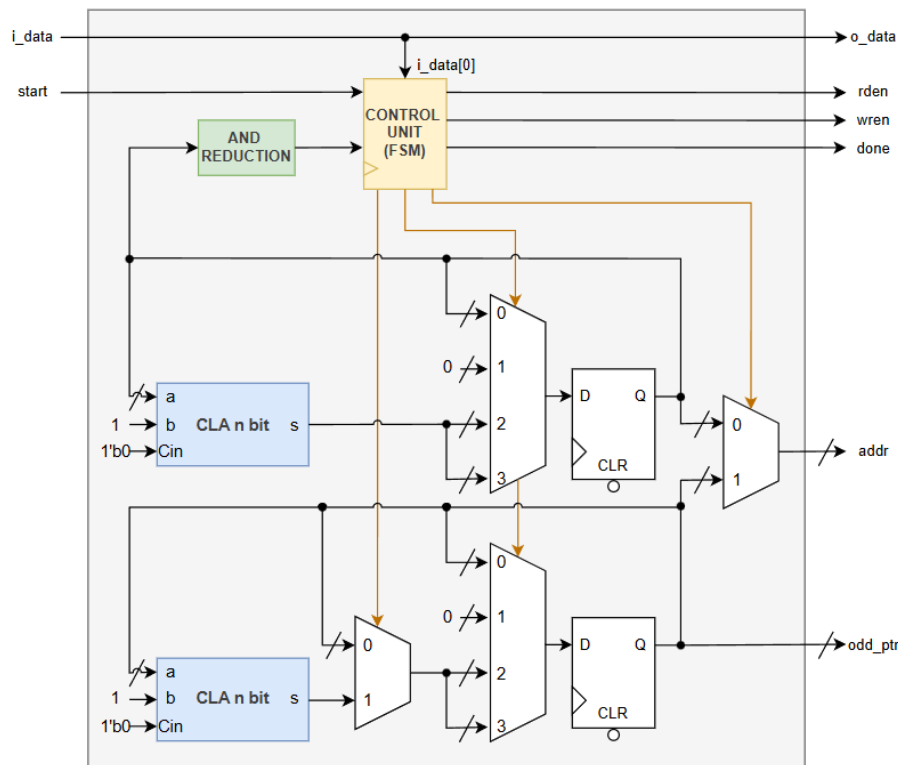 i_data
o_data
i_data[0]
start
CONTROL
UNIT
(FSM)
rden
wren
done
AND
REDUCTION
0
0
1
D
Q
a
1
b
CLA n bit
s
2
0
1'b0
Cin
3
CLR
addr
1
0
0
1
D
Q
odd_ptr
0
a
2
1
b
CLA n bit
s
1
1'b0
Cin
3
CLR